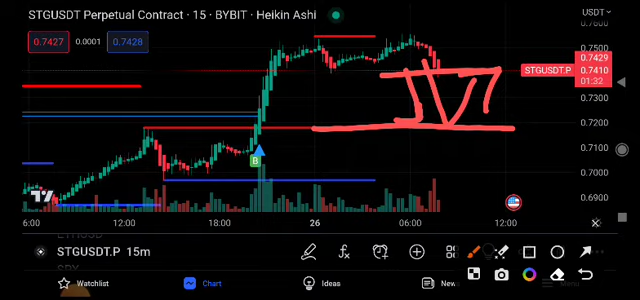 STGUSDT Perpetual Contract · 15 · BYBIT · Heikin Ashi
USDT
0.7427
0.0001
0.7428
0.7500
0.7429
STGUSDT.P
0.7410
01:32
0.7300
0.7200
0.7100
0.7000
0.6900
B
6:00
12:00
18:00
26
06:00
12:00
STGUSDT.P 15m
Watchlist
Chart
Ideas
News
Menu